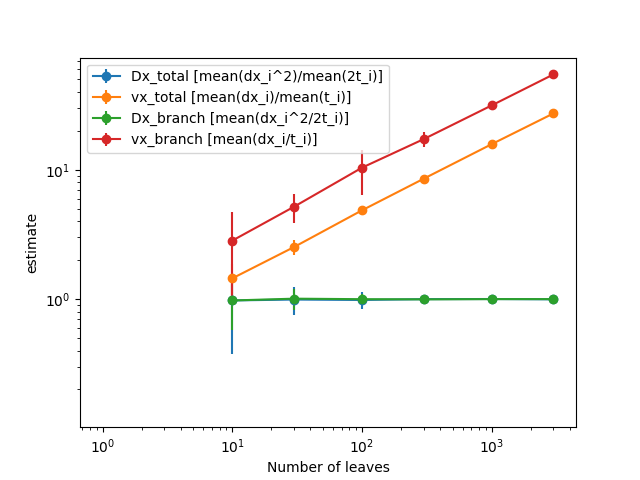 Dx_total [mean(dx_i^2)/mean(2t_i)]
vx_total [mean(dx_i)/mean(t_i)]
Dx_branch [mean(dx_i^2/2t_i)]
vx_branch [mean(dx_i/t_i)]
10^1
10^0
estimate
10^0 10^1 10^2 10^3
Number of leaves